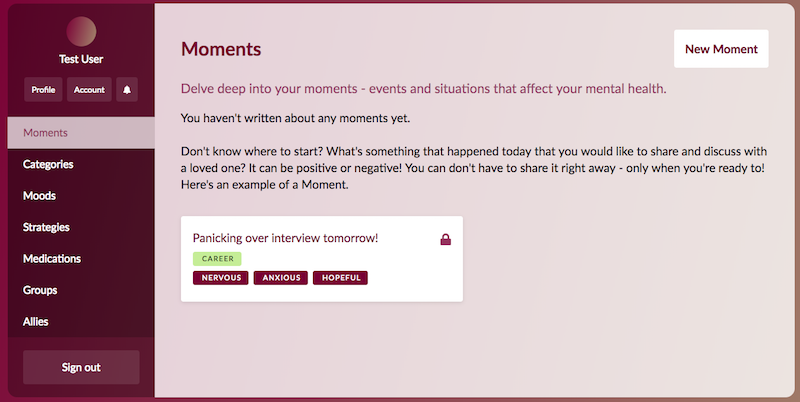 Test User
Profile
Account
Moments
Categories
Moods
Strategies
Medications
Groups
Allies
Sign out
Moments
New Moment
Delve deep into your moments - events and situations that affect your mental health.
You haven't written about any moments yet.
Don't know where to start? What's something that happened today that you would like to share and discuss with
a loved one? It can be positive or negative! You can don't have to share it right away - only when you're ready!
Here's an example of a Moment.
Panicking over interview tomorrow!
CAREER
NERVOUS
ANXIOUS
HOPEFUL